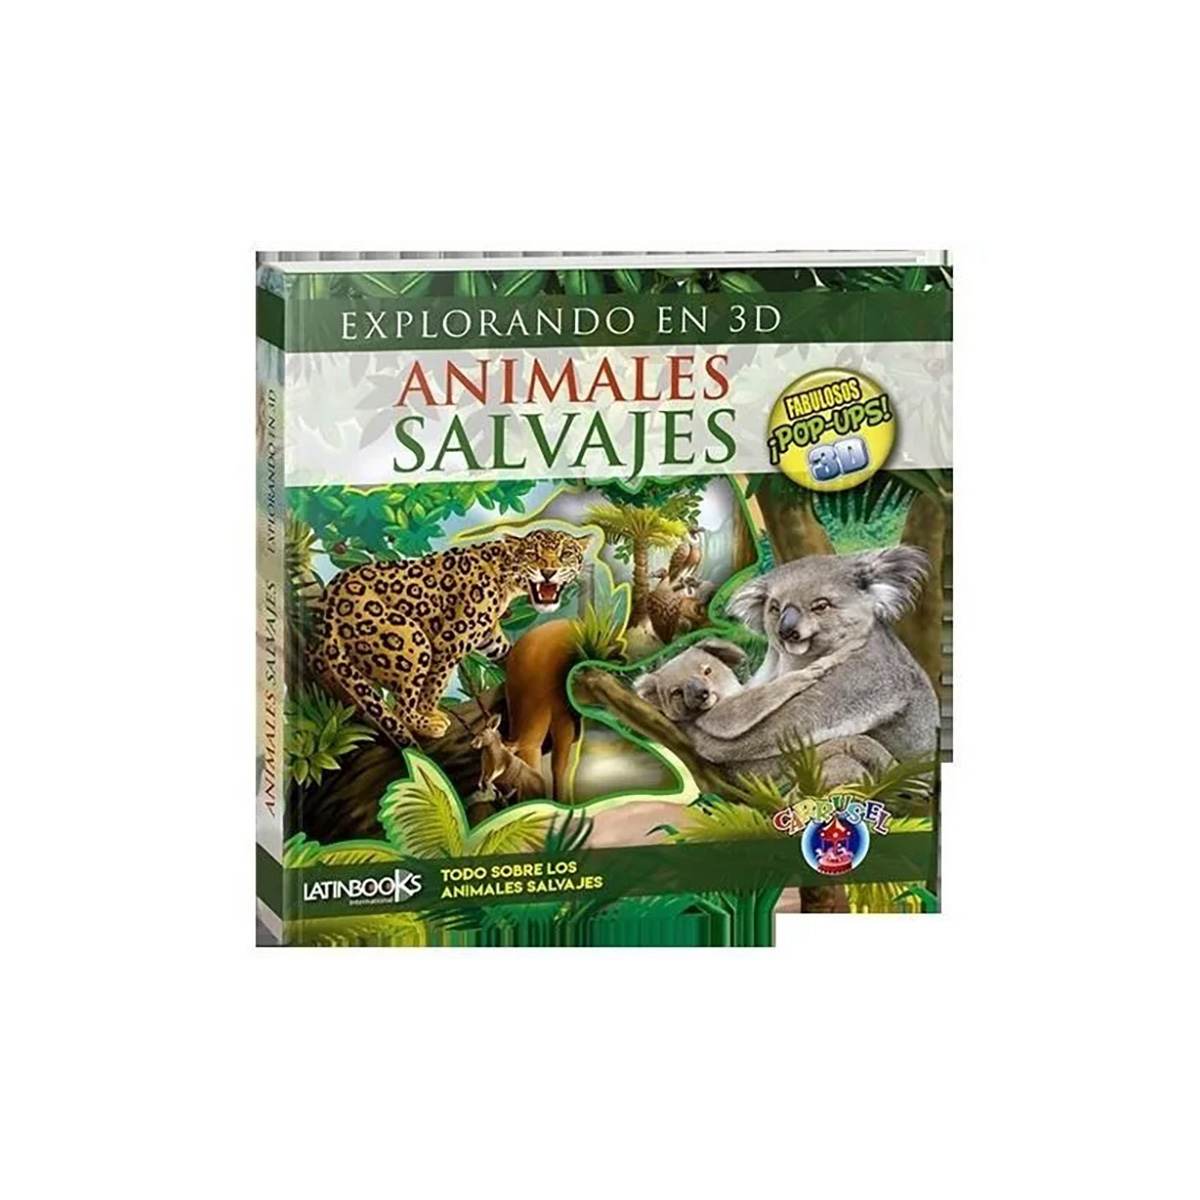 EXPLORANDO EN 3D
ANIMALES
SALVAJES
FABULOSOS
¡POP-UPS!
3D
ANIMALES SALVAJES EXPLORANDO EN 3D
CARRUSEL
LATINBOOKS
International
TODO SOBRE LOS
ANIMALES SALVAJES